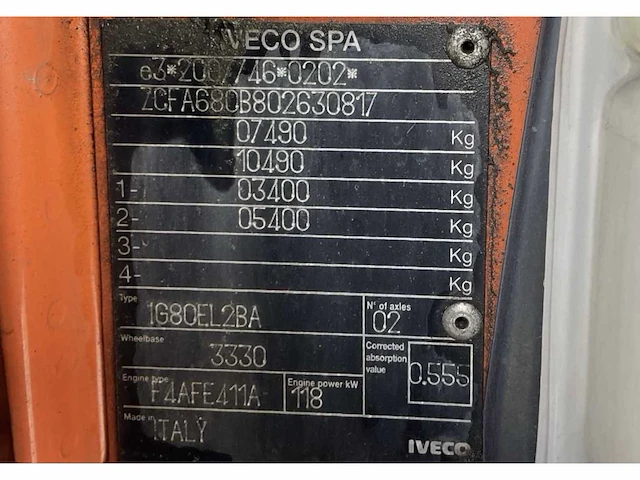 IVECO SPA
e3*2007/46*0202*
ZCFA680B802630817
07490 Kg
10490 Kg
1- 03400 Kg
2- 05400 Kg
3- Kg
4- Kg
Type 1G80EL2BA
N° of axles 02
Wheelbase 3330
Corrected absorption value 0.555
Engine type F4AFE411A
Engine power kW 118
Made in ITALY
IVECO